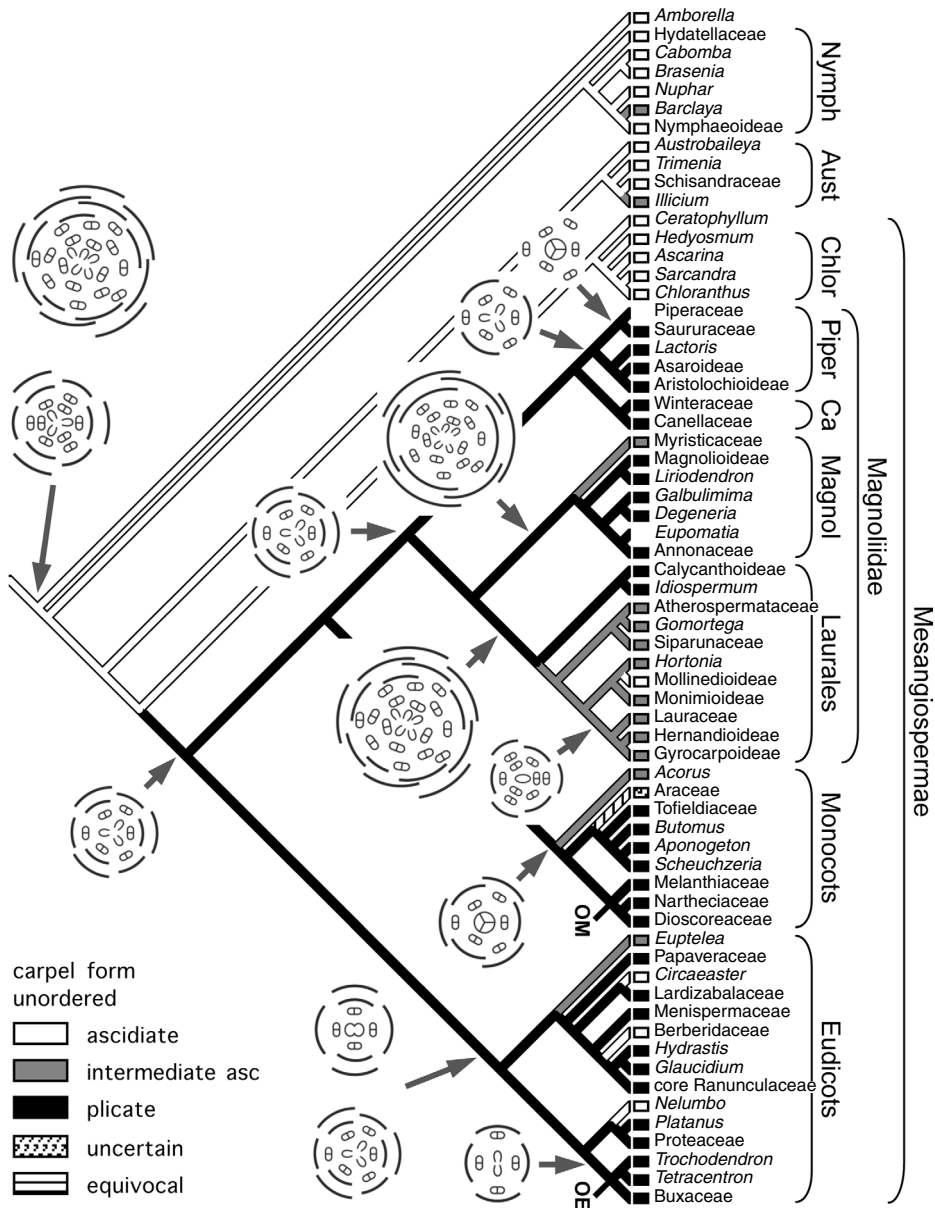 Amborella
Hydatellaceae
Cabomba
Brasenia
Nuphar
Barclaya
Nymphaeoideae
Austrobaileya
Trimenia
Schisandraceae
Illicium
Ceratophyllum
Hedyosmum
Ascarina
Sarcandra
Chloranthus
Piperaceae
Saururaceae
Lactoris
Asaroideae
Aristolochioideae
Winteraceae
Canellaceae
Myristicaceae
Magnolioideae
Liriodendron
Galbulimima
Degeneria
Eupomatia
Annonaceae
Calycanthoideae
Idiospermum
Atherospermataceae
Gomortega
Siparunaceae
Hortonia
Mollinedioideae
Monimioideae
Lauraceae
Hernandioideae
Gyrocarpoideae
Acorus
Araceae
Tofieldiaceae
Butomus
Aponogeton
Scheuchzeria
Melanthiaceae
Nartheciaceae
Dioscoreaceae
Euptelea
Papaveraceae
Circaeaster
Lardizabalaceae
Menispermaceae
Berberidaceae
Hydrastis
Glaucidium
core Ranunculaceae
Nelumbo
Platanus
Proteaceae
Trochodendron
Tetracentron
Buxaceae
Nymph
Aust
Chlor
Piper
Ca
Magnol
Laurales
Monocots
Eudicots
Magnoliidae
Mesangiospermae
OM
OE
carpel form
unordered
ascidiate
intermediate asc
plicate
uncertain
equivocal